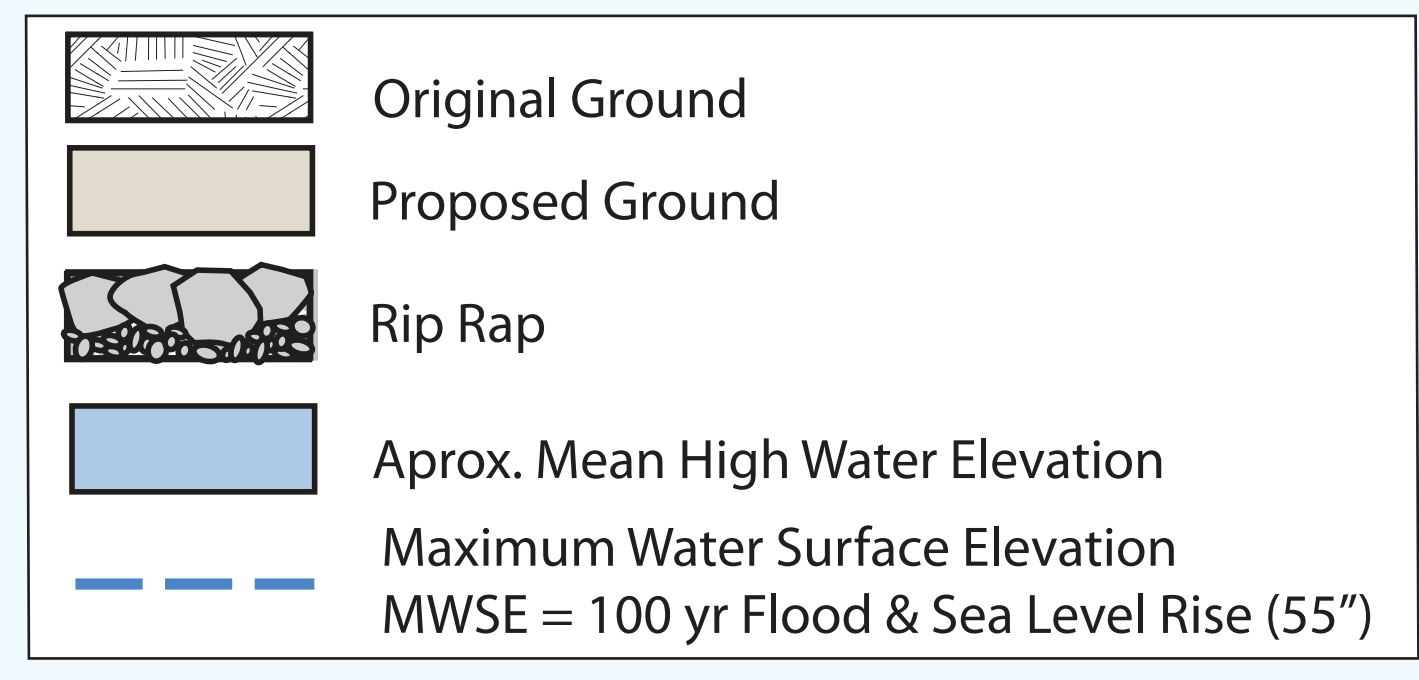 Original Ground
Proposed Ground
Rip Rap
Aprox. Mean High Water Elevation
Maximum Water Surface Elevation
MWSE = 100 yr Flood & Sea Level Rise (55”)